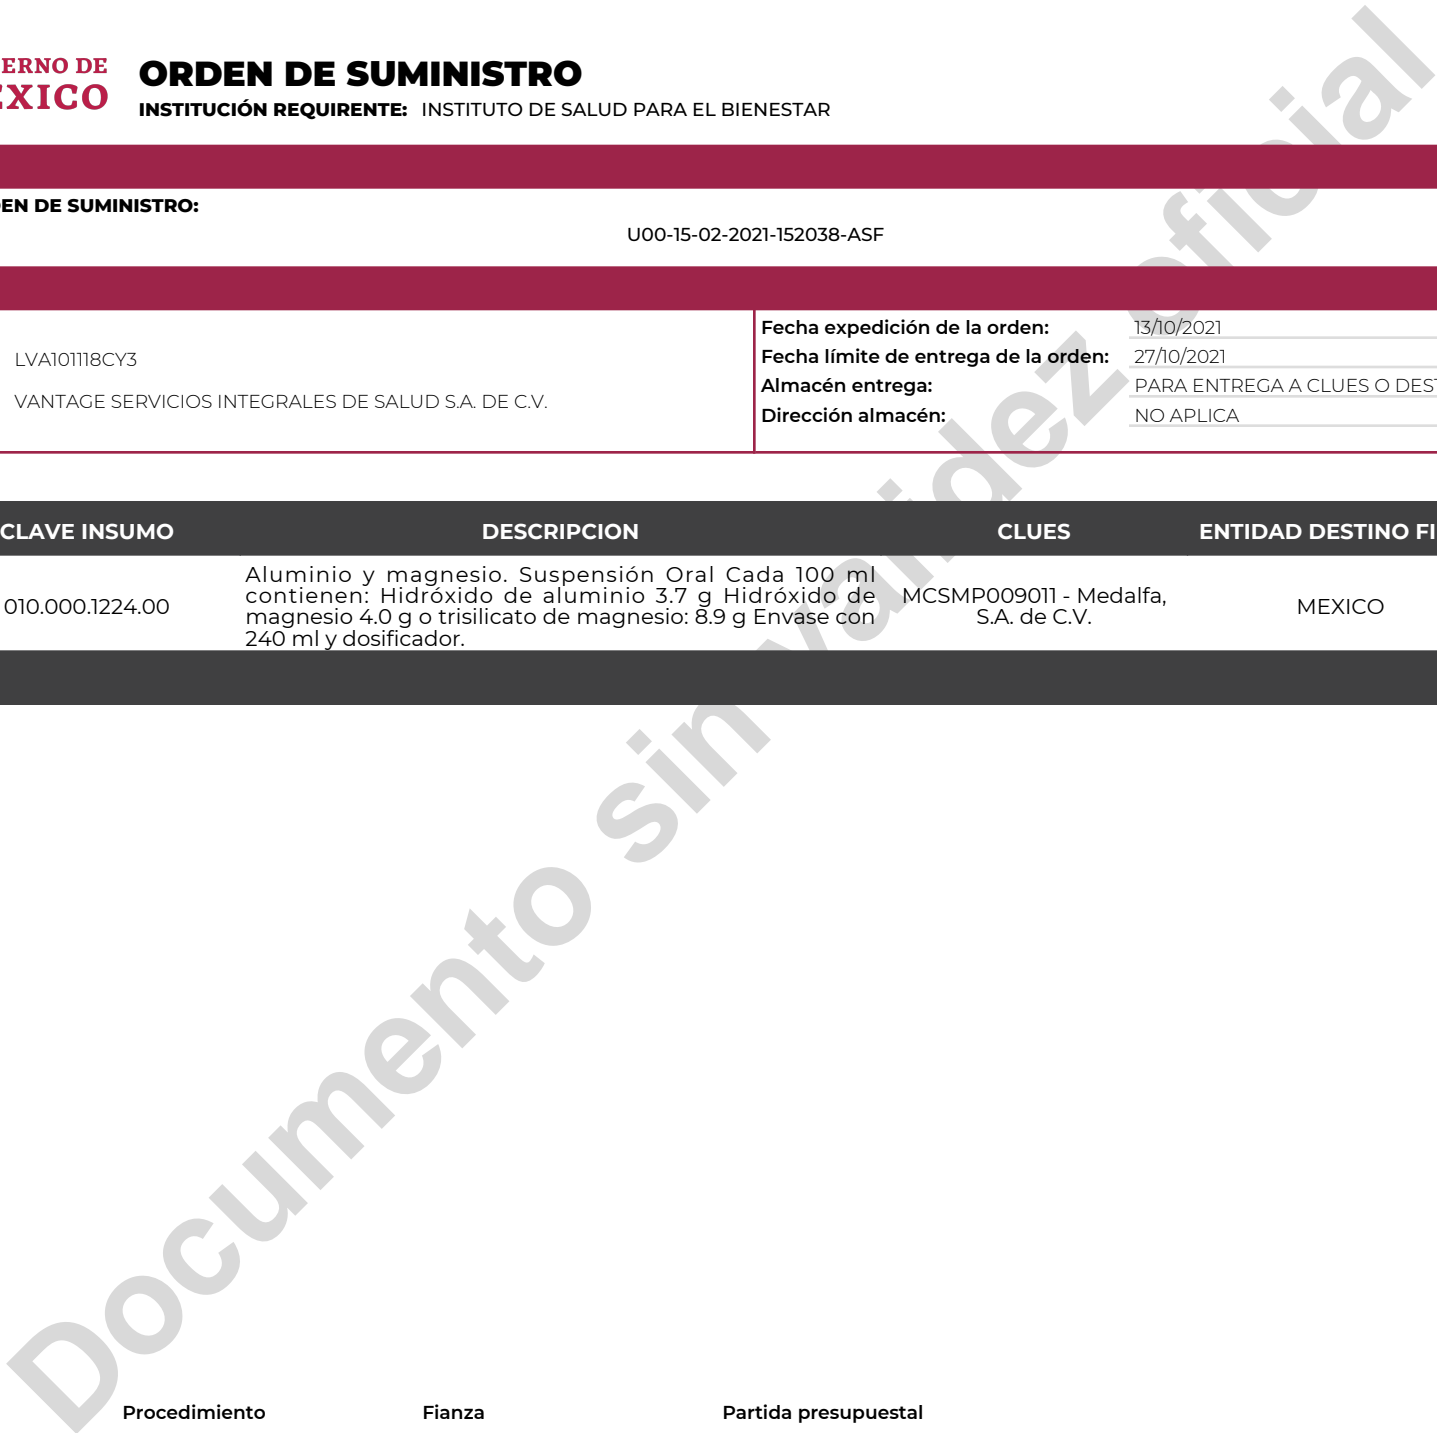 ERNO DE
EXICO
ORDEN DE SUMINISTRO
INSTITUCIÓN REQUIRENTE: INSTITUTO DE SALUD PARA EL BIENESTAR
EN DE SUMINISTRO:
U00-15-02-2021-152038-ASF
LVA101118CY3
VANTAGE SERVICIOS INTEGRALES DE SALUD S.A. DE C.V.
Fecha expedición de la orden: 13/10/2021
Fecha límite de entrega de la orden: 27/10/2021
Almacén entrega: PARA ENTREGA A CLUES O DEST
Dirección almacén: NO APLICA
CLAVE INSUMO DESCRIPCION CLUES ENTIDAD DESTINO FI
010.000.1224.00
Aluminio y magnesio. Suspensión Oral Cada 100 ml
contienen: Hidróxido de aluminio 3.7 g Hidróxido de
magnesio 4.0 g o trisilicato de magnesio: 8.9 g Envase con
240 ml y dosificador.
MCSMP009011 - Medalfa,
S.A. de C.V.
MEXICO
Documento sin validez oficial
Procedimiento Fianza Partida presupuestal